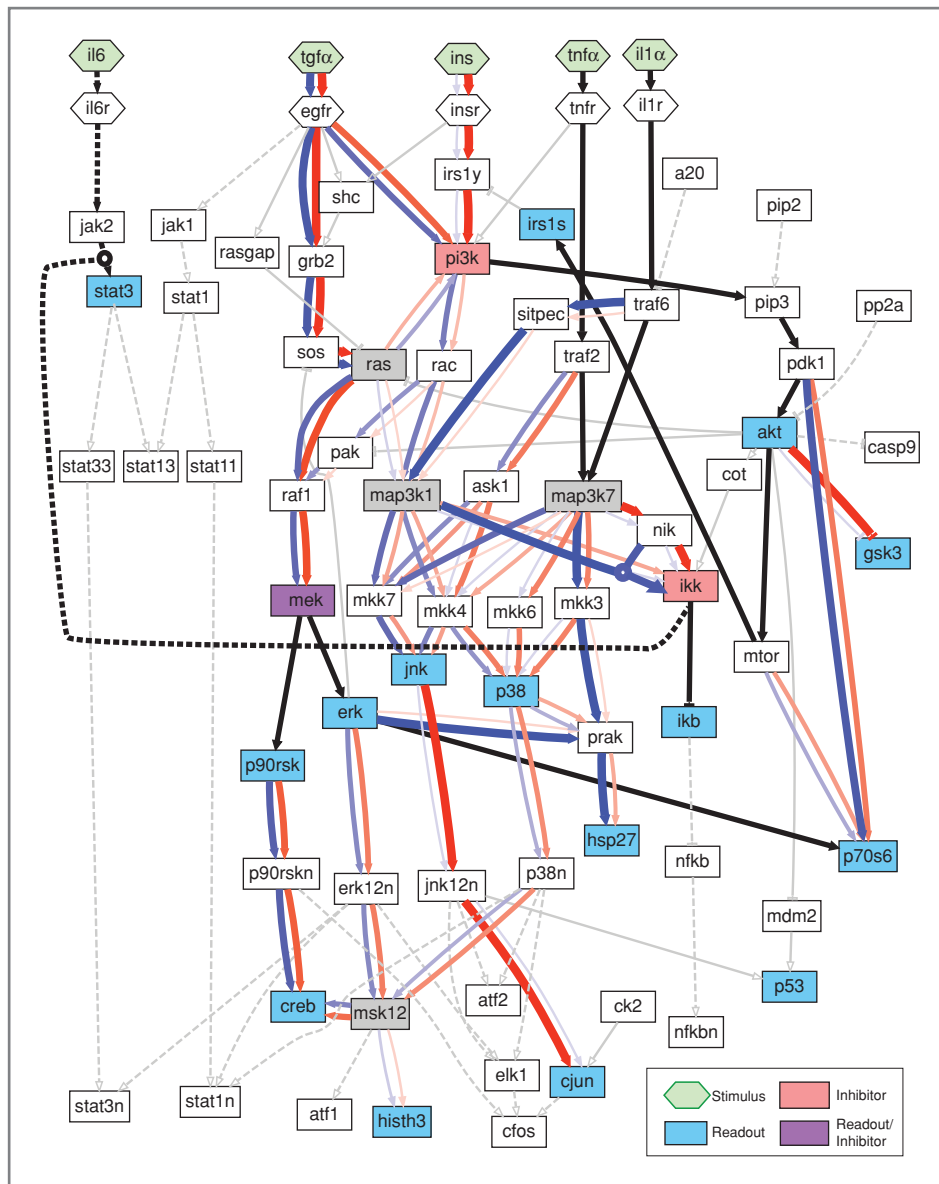 il6
tgfα
ins
tnfα
il1α
il6r
egfr
insr
tnfr
il1r
irs1y
a20
shc
pip2
jak2
jak1
irs1s
rasgap
grb2
pi3k
stat3
stat1
sitpec
traf6
pip3
pp2a
sos
ras
rac
traf2
pdk1
akt
casp9
pak
stat33
stat13
stat11
cot
raf1
map3k1
ask1
map3k7
nik
gsk3
ikk
mek
mkk7
mkk4
mkk6
mkk3
mtor
jnk
p38
erk
ikb
prak
p90rsk
hsp27
p70s6
nfkb
p90rskn
erk12n
jnk12n
p38n
mdm2
p53
creb
msk12
atf2
ck2
nfkbn
elk1
cjun
stat3n
stat1n
atf1
histh3
cfos
Stimulus
Inhibitor
Readout
Readout/
Inhibitor